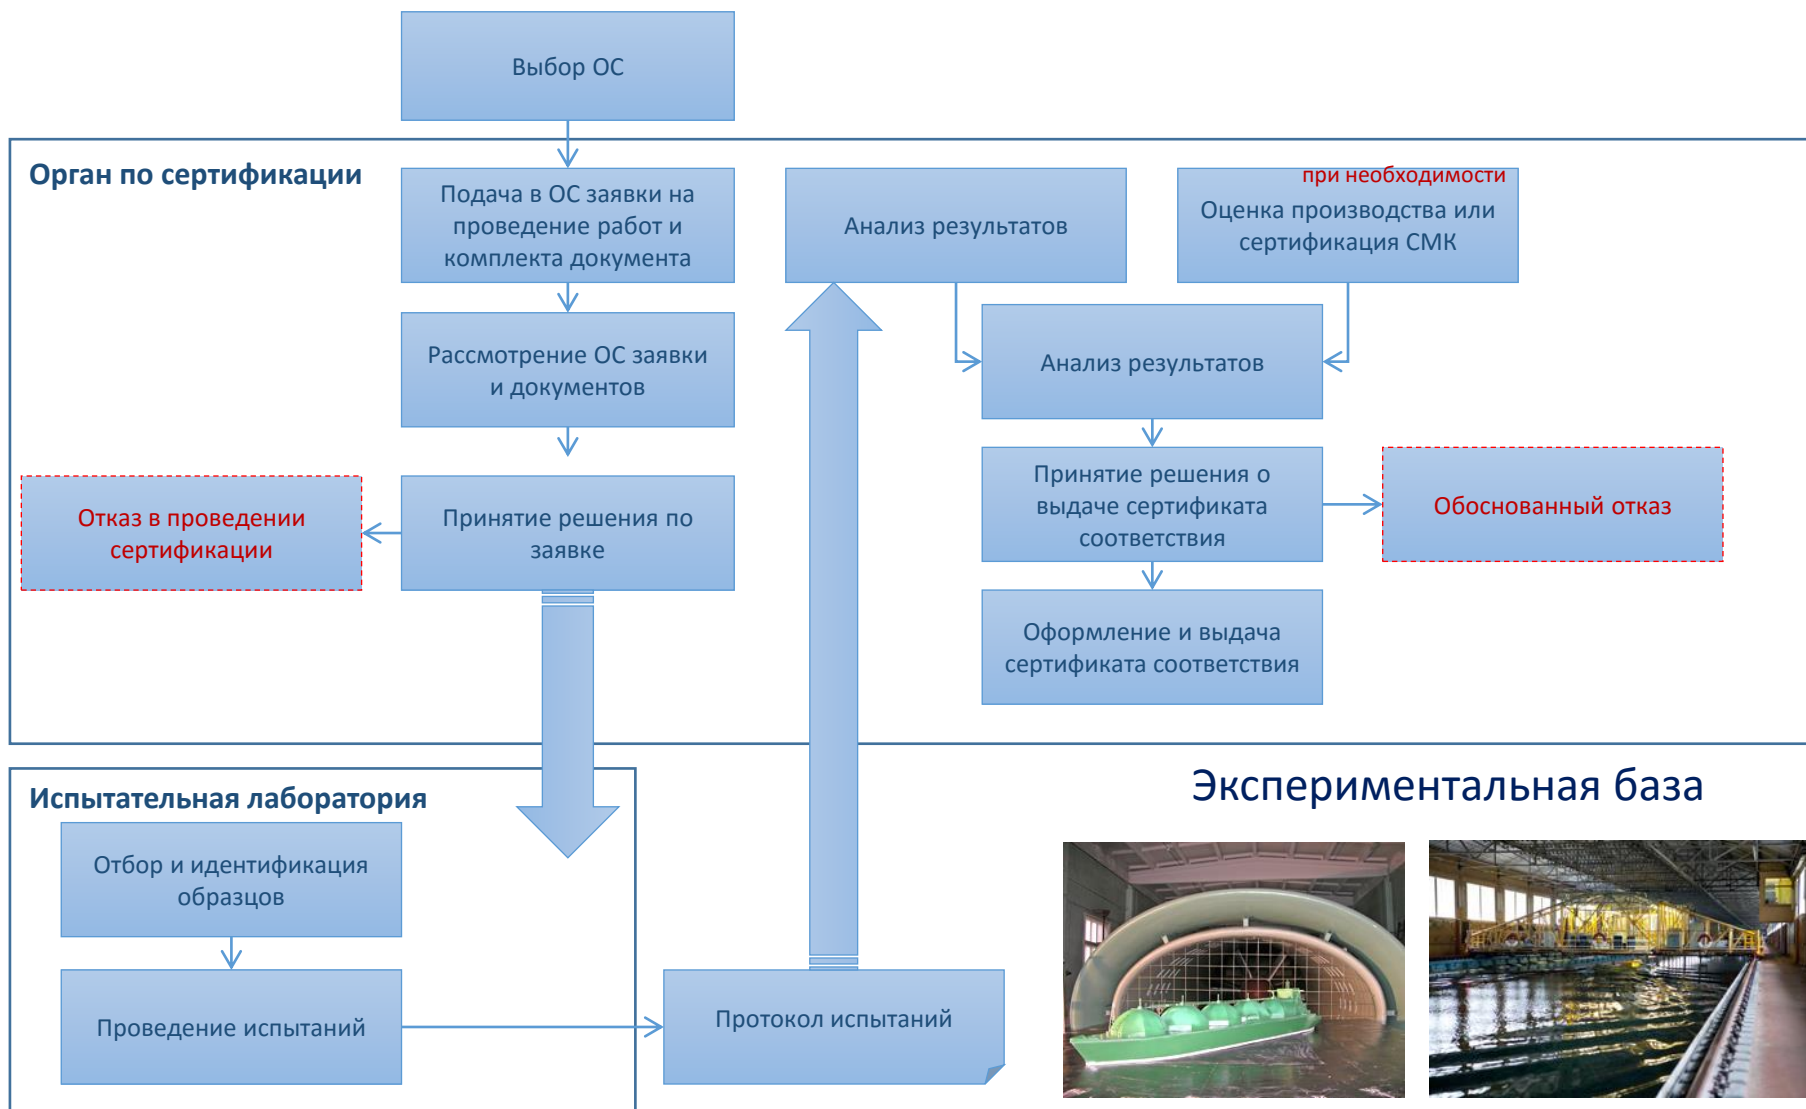 Выбор ОС
Орган по сертификации
Подача в ОС заявки на
проведение работ и
комплекта документа
Рассмотрение ОС заявки
и документов
Принятие решения по
заявке
Отказ в проведении
сертификации
Анализ результатов
при необходимости
Оценка производства или
сертификация СМК
Анализ результатов
Принятие решения о
выдаче сертификата
соответствия
Обоснованный отказ
Оформление и выдача
сертификата соответствия
Испытательная лаборатория
Отбор и идентификация
образцов
Проведение испытаний
Протокол испытаний
Экспериментальная база